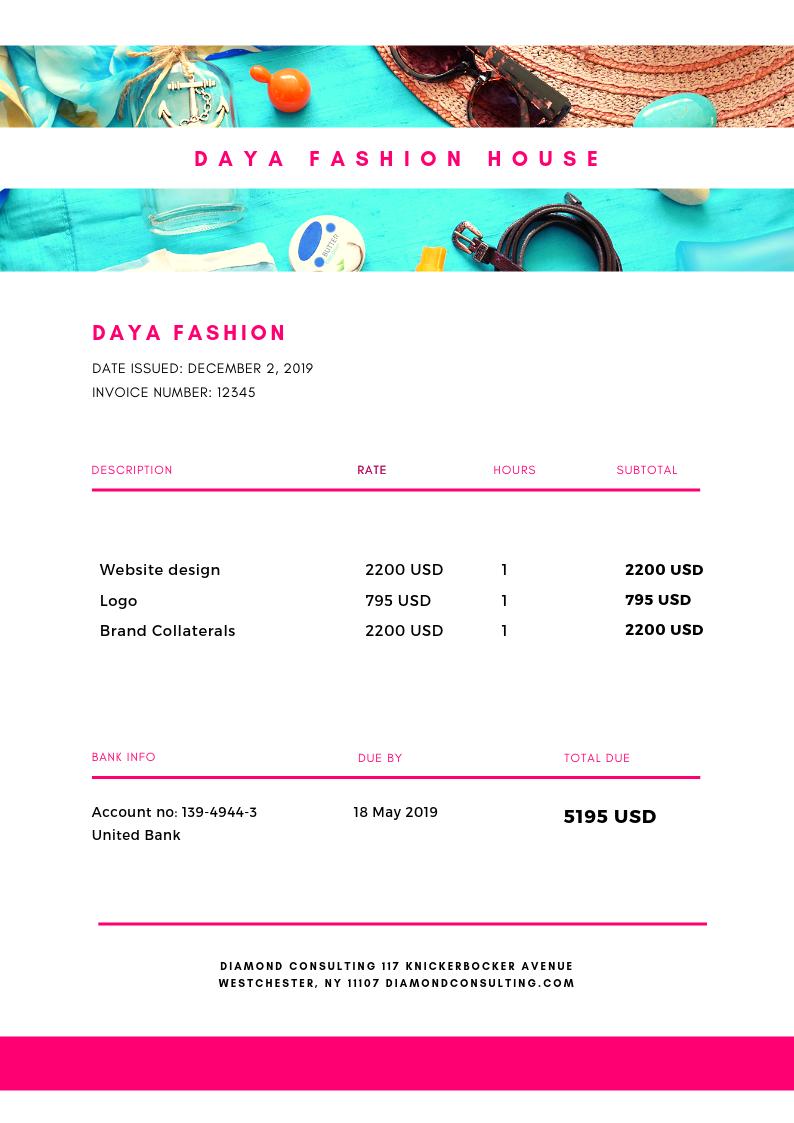 DAYA FASHION HOUSE
BUTTER
DAYA FASHION
DATE ISSUED: DECEMBER 2, 2019
INVOICE NUMBER: 12345
DESCRIPTION RATE HOURS SUBTOTAL
Website design 2200 USD 1 2200 USD
Logo 795 USD 1 795 USD
Brand Collaterals 2200 USD 1 2200 USD
BANK INFO DUE BY TOTAL DUE
Account no: 139-4944-3 18 May 2019 5195 USD
United Bank
DIAMOND CONSULTING 117 KNICKERBOCKER AVENUE
WESTCHESTER, NY 11107 DIAMONDCONSULTING.COM